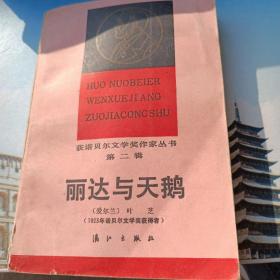 HUO NUOBEIER
WENXUEJIANG
ZUOJIACONGSHU
获诺贝尔文学奖作家丛书
第二辑
丽达与天鹅
（爱尔兰）叶芝
（1923年诺贝尔文学奖获得者）
漓江出版社